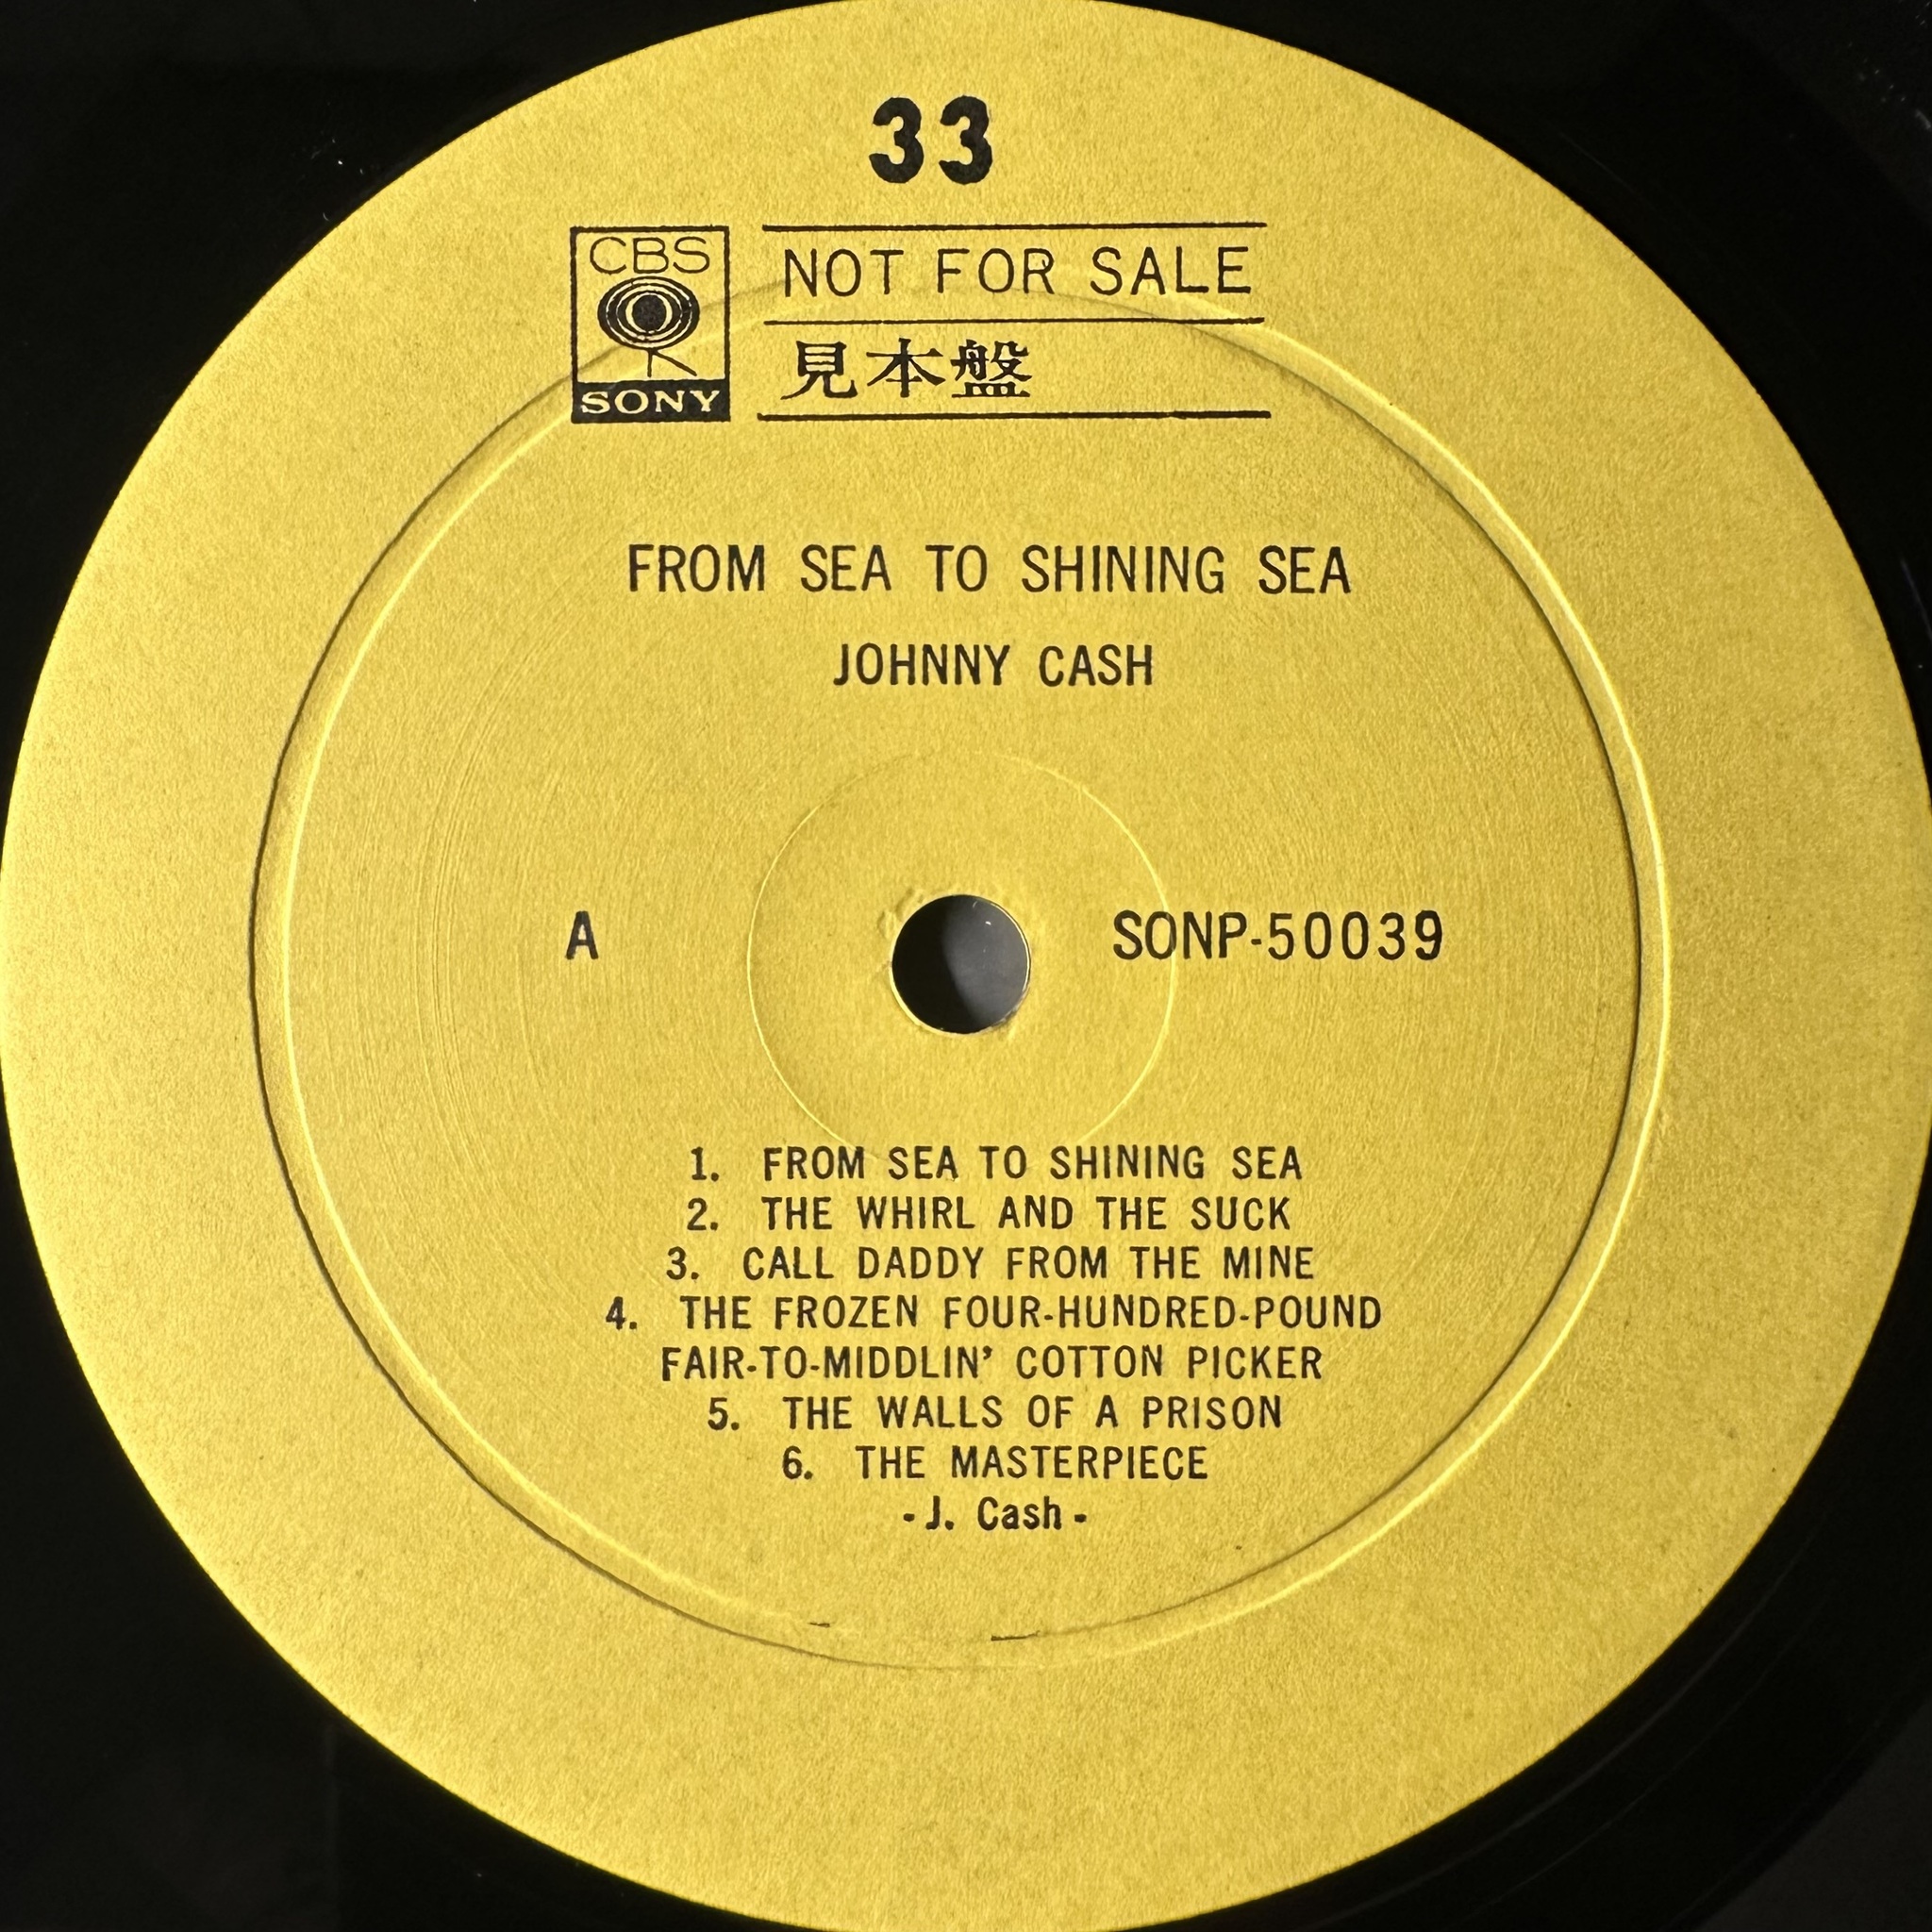 33
CBS
SONY
NOT FOR SALE
見本盤
FROM SEA TO SHINING SEA
JOHNNY CASH
A
SONP-50039
1. FROM SEA TO SHINING SEA
2. THE WHIRL AND THE SUCK
3. CALL DADDY FROM THE MINE
4. THE FROZEN FOUR-HUNDRED-POUND
FAIR-TO-MIDDLIN' COTTON PICKER
5. THE WALLS OF A PRISON
6. THE MASTERPIECE
- J. Cash -